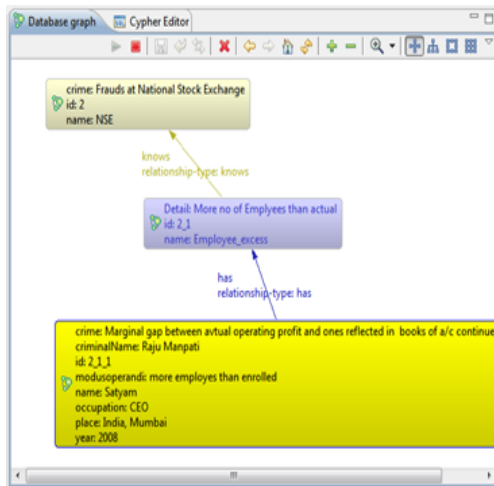 Database graph
Cypher Editor
crime: Frauds at National Stock Exchange
id: 2
name: NSE
knows
relationship-type: knows
Detail: More no of Emplyees than actual
id: 2_1
name: Employee_excess
has
relationship-type: has
crime: Marginal gap between avtual operating profit and ones reflected in books of a/c continue
criminalName: Raju Manpati
id: 2_1_1
modusoperandi: more employes than enrolled
name: Satyam
occupation: CEO
place: India, Mumbai
year: 2008